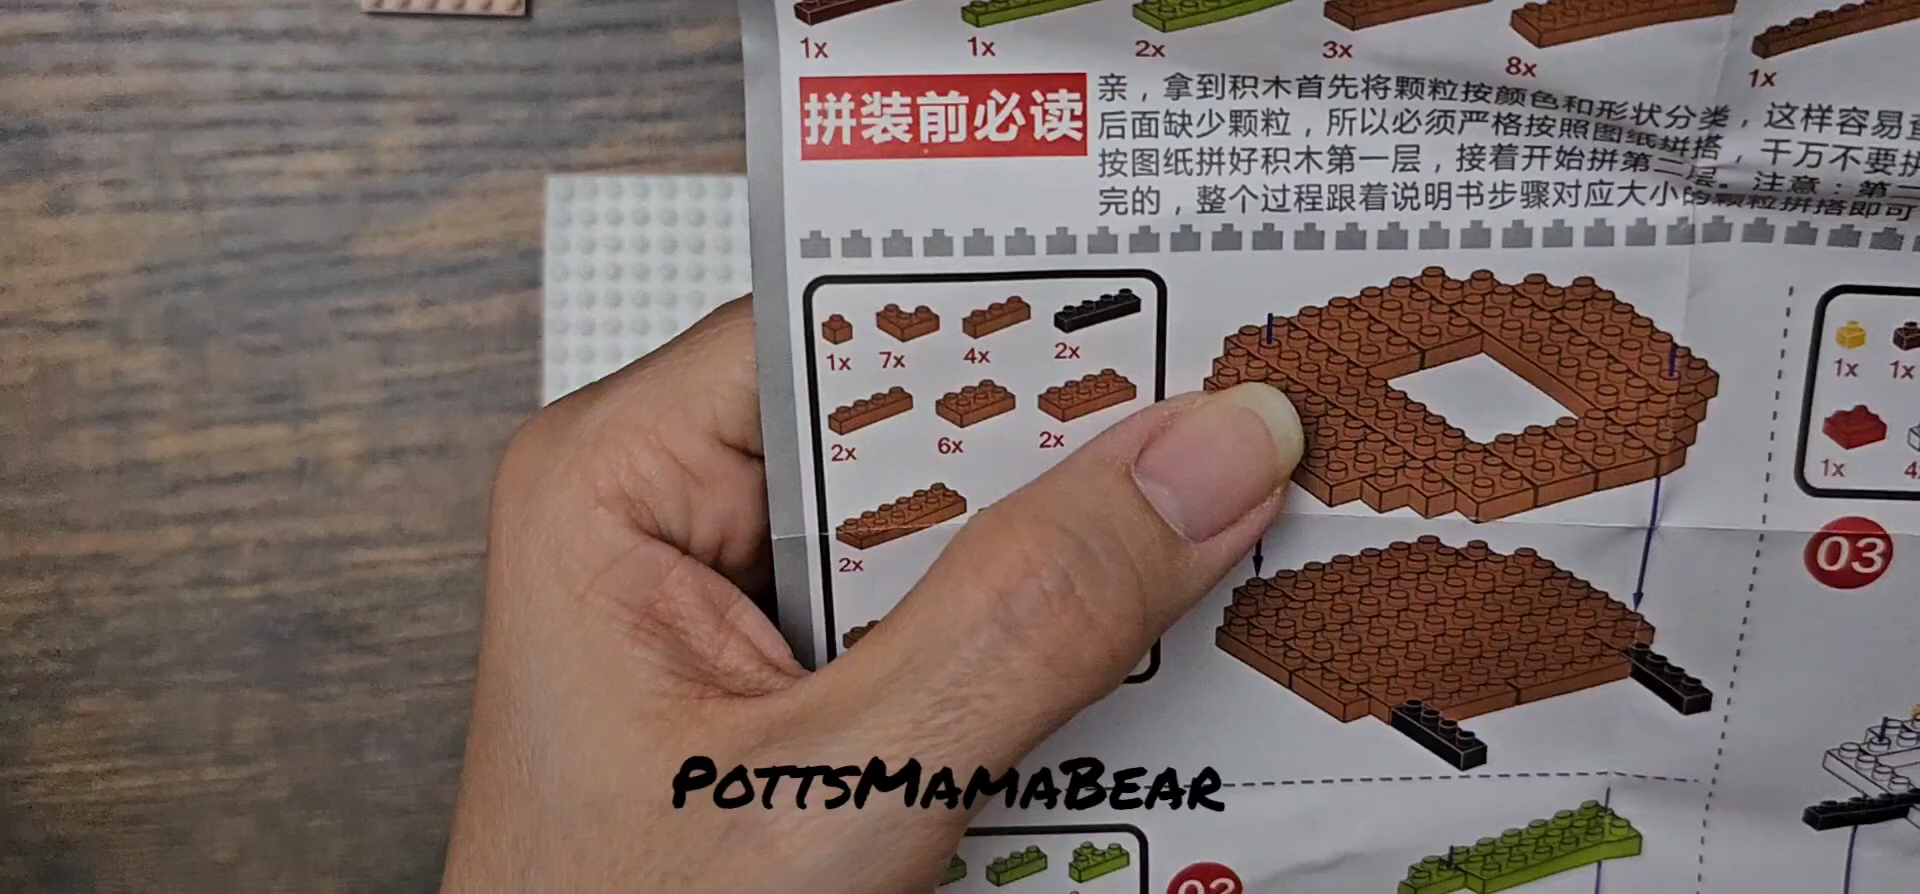 1x 1x 2x 3x 8x 1x
拼装前必读
亲，拿到积木首先将颗粒按颜色和形状分类，这样容易
后面缺少颗粒，所以必须严格按照图纸拼搭，千万不要拼
按图纸拼好积木第一层，接着开始拼第二层。注意：第二
完的，整个过程跟着说明书步骤对应大小的颗粒拼搭即可
1x 7x 4x 2x
2x 6x 2x
2x
1x 1x
1x
03
PottsMamaBear